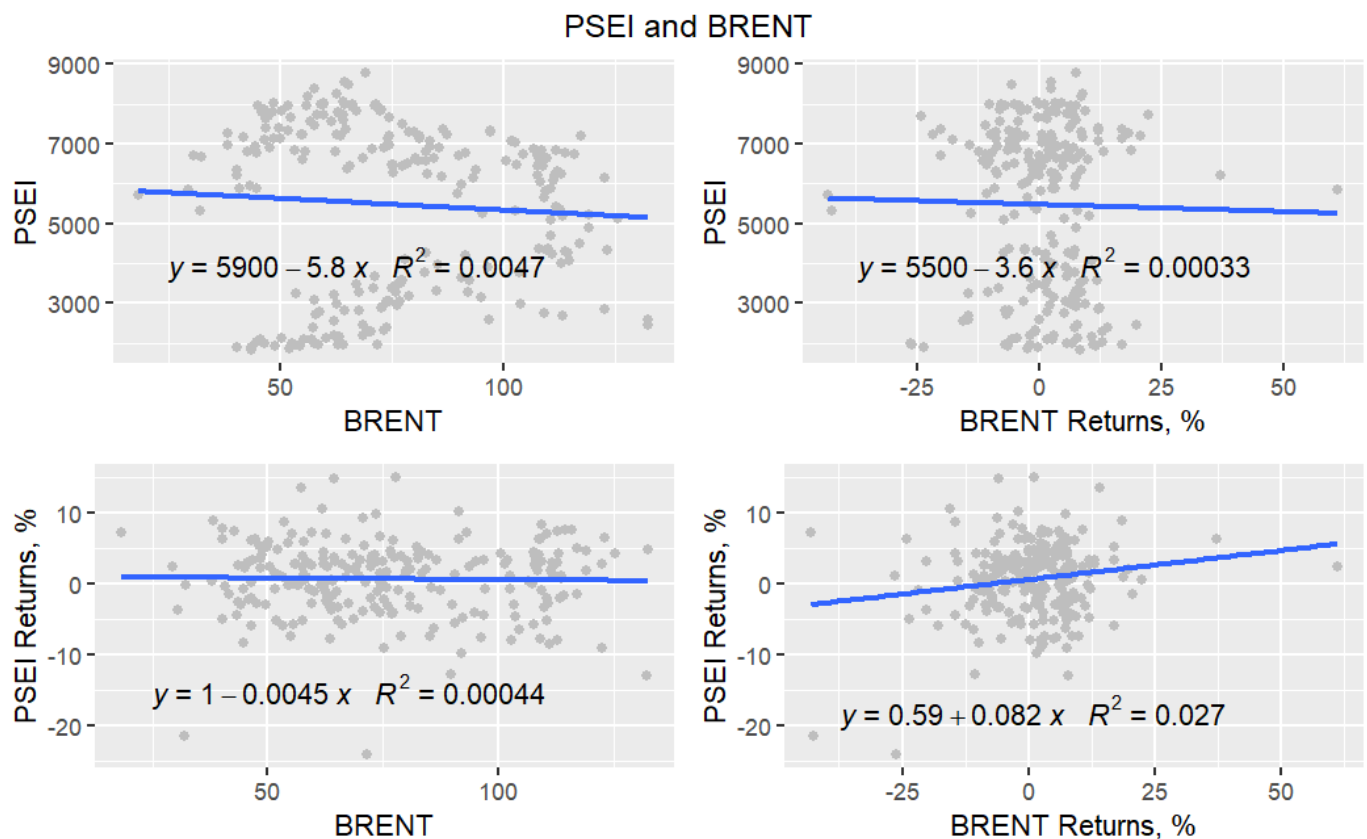 PSEI and BRENT
9000
7000
5000
3000
PSEI
y = 5900 − 5.8 x R² = 0.0047
50 100
BRENT
9000
7000
5000
3000
PSEI
y = 5500 − 3.6 x R² = 0.00033
-25 0 25 50
BRENT Returns, %
10
0
-10
-20
PSEI Returns, %
y = 1 − 0.0045 x R² = 0.00044
50 100
BRENT
10
0
-10
-20
PSEI Returns, %
y = 0.59 + 0.082 x R² = 0.027
-25 0 25 50
BRENT Returns, %